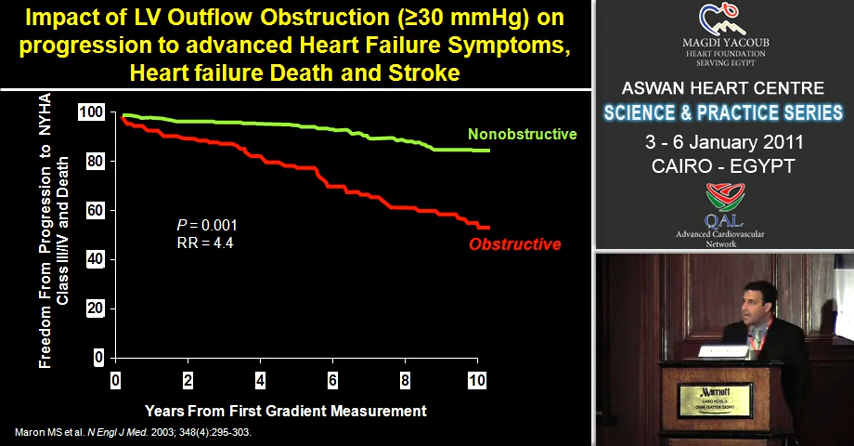 Impact of LV Outflow Obstruction (≥30 mmHg) on
progression to advanced Heart Failure Symptoms,
Heart failure Death and Stroke
Freedom From Progression to NYHA
Class III/IV and Death
100
80
60
40
20
0
0
2
4
6
8
10
Nonobstructive
Obstructive
P = 0.001
RR = 4.4
Years From First Gradient Measurement
Maron MS et al. N Engl J Med. 2003; 348(4):295-303.
MAGDI YACOUB
HEART FOUNDATION
SERVING EGYPT
ASWAN HEART CENTRE
SCIENCE & PRACTICE SERIES
3 - 6 January 2011
CAIRO - EGYPT
QAL
Advanced Cardiovascular
Network
Marriott